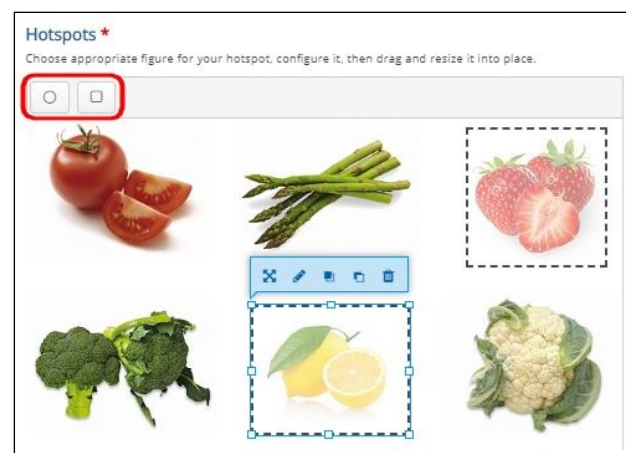 Hotspots *
Choose appropriate figure for your hotspot, configure it, then drag and resize it into place.